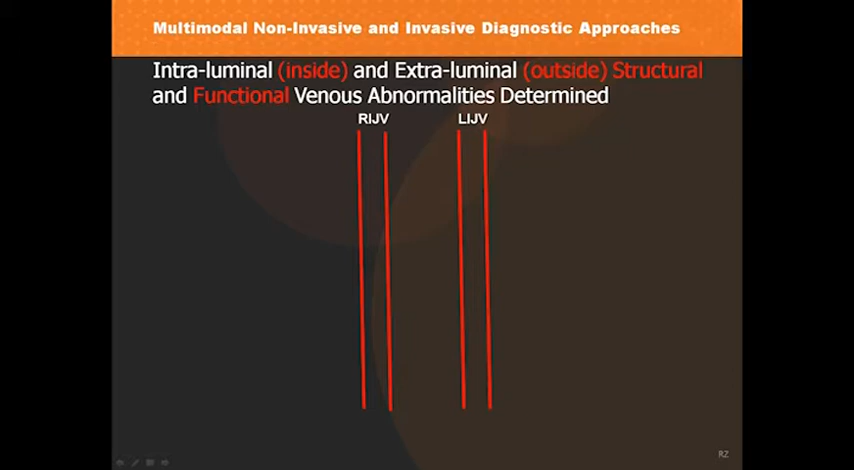 Multimodal Non-Invasive and Invasive Diagnostic Approaches
Intra-luminal (inside) and Extra-luminal (outside) Structural
and Functional Venous Abnormalities Determined
RIJV LIJV
RZ